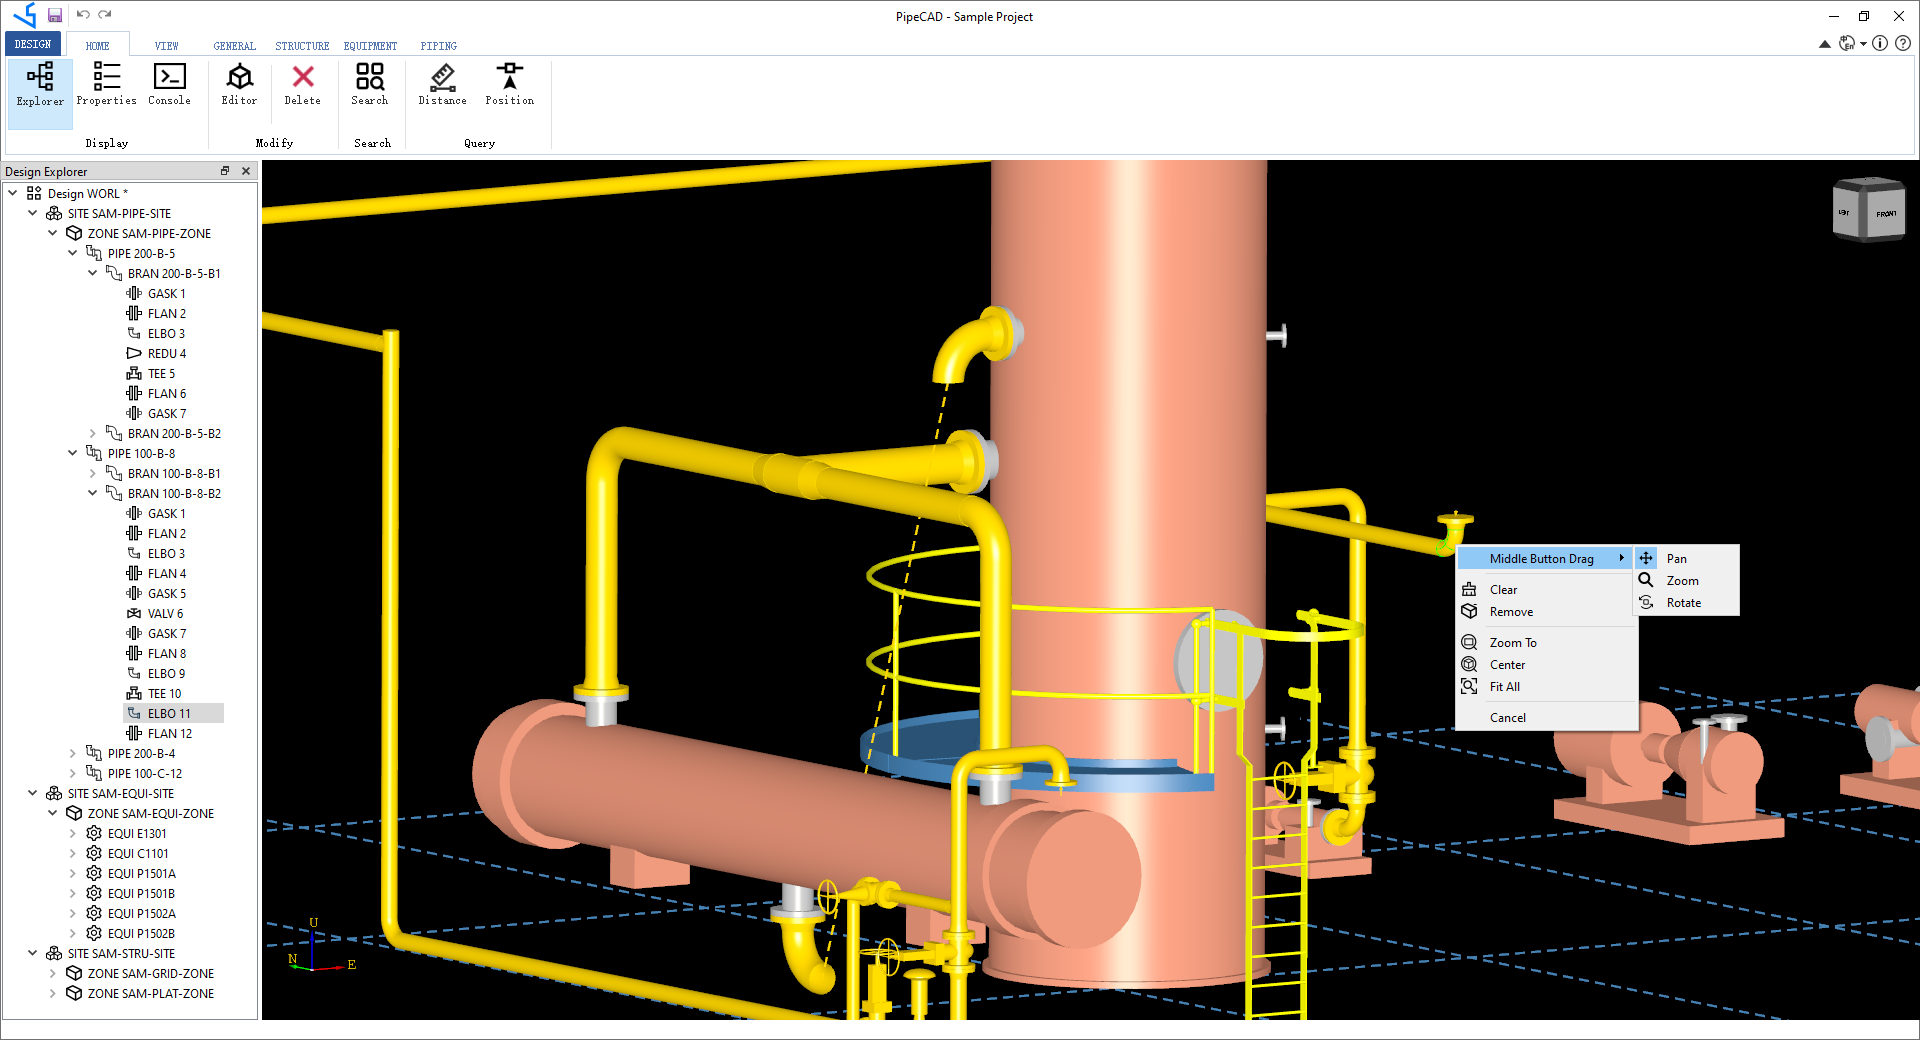 PipeCAD - Sample Project
DESIGN HOME VIEW GENERAL STRUCTURE EQUIPMENT PIPING
Explorer Properties Console Editor Delete Search Distance Position
Display Modify Search Query
Design Explorer
Design WORL *
SITE SAM-PIPE-SITE
ZONE SAM-PIPE-ZONE
PIPE 200-B-5
BRAN 200-B-5-B1
GASK 1
FLAN 2
ELBO 3
REDU 4
TEE 5
FLAN 6
GASK 7
BRAN 200-B-5-B2
PIPE 100-B-8
BRAN 100-B-8-B1
BRAN 100-B-8-B2
GASK 1
FLAN 2
ELBO 3
FLAN 4
GASK 5
VALV 6
GASK 7
FLAN 8
ELBO 9
TEE 10
ELBO 11
FLAN 12
PIPE 200-B-4
PIPE 100-C-12
SITE SAM-EQUI-SITE
ZONE SAM-EQUI-ZONE
EQUI E1301
EQUI C1101
EQUI P1501A
EQUI P1501B
EQUI P1502A
EQUI P1502B
SITE SAM-STRU-SITE
ZONE SAM-GRID-ZONE
ZONE SAM-PLAT-ZONE
LEFT FRONT
Middle Button Drag
Clear
Remove
Zoom To
Center
Fit All
Cancel
Pan
Zoom
Rotate
U
N
E